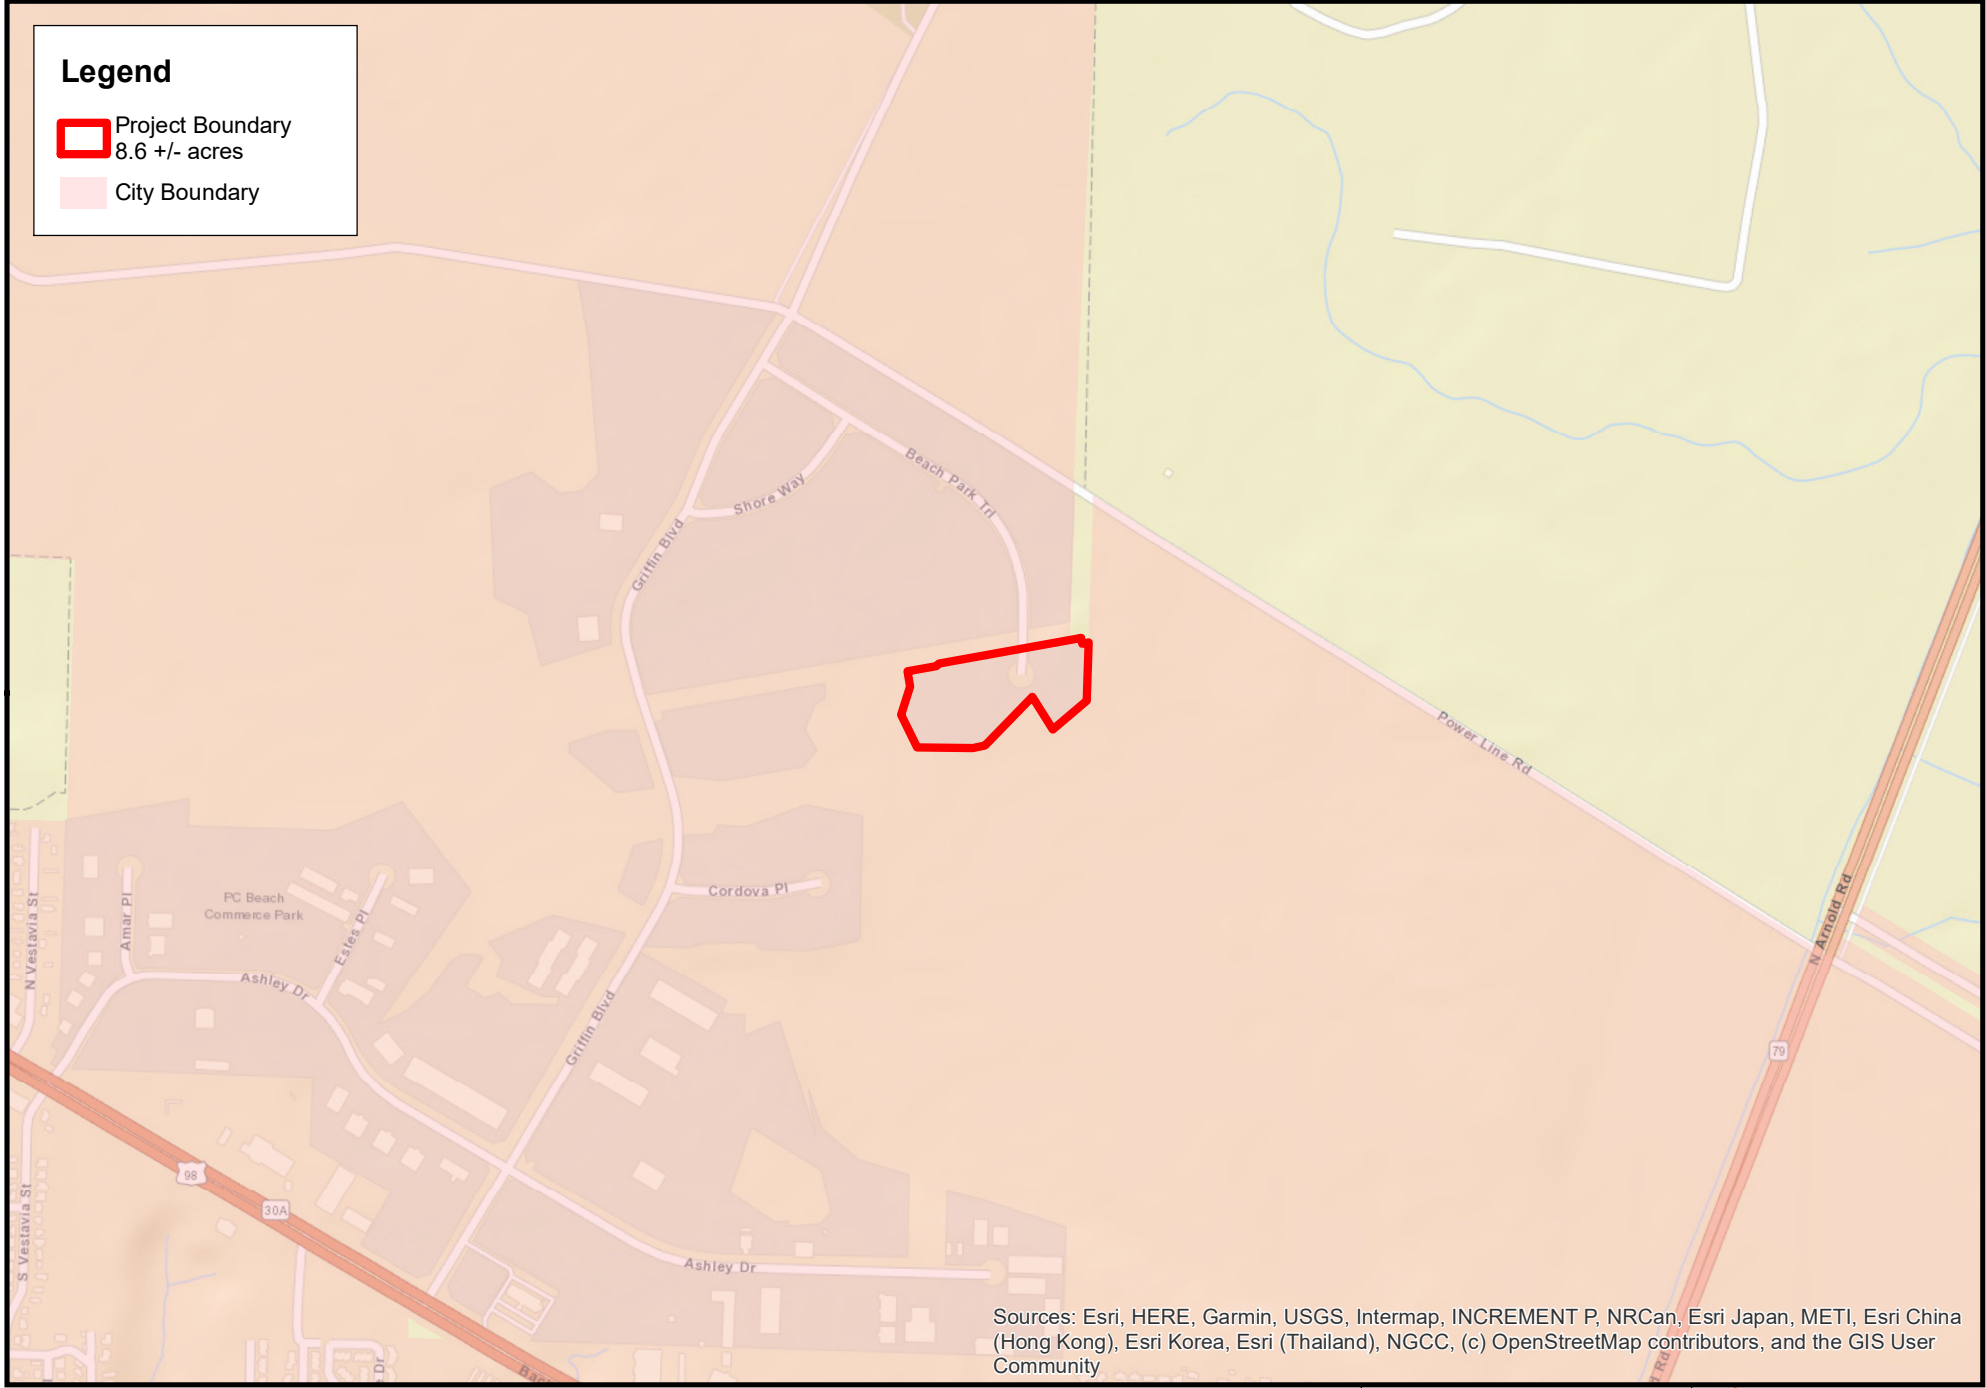 Legend
Project Boundary
8.6 +/- acres
City Boundary
Beach Park Trl
Shore Way
Griffin Blvd
Power Line Rd
Cordova Pl
PC Beach
Commerce Park
Amar Pl
Estes Pl
N Vestavia St
Ashley Dr
Griffin Blvd
N Arnold Rd
79
98
30A
S Vestavia St
Ashley Dr
Sources: Esri, HERE, Garmin, USGS, Intermap, INCREMENT P, NRCan, Esri Japan, METI, Esri China
(Hong Kong), Esri Korea, Esri (Thailand), NGCC, (c) OpenStreetMap contributors, and the GIS User
Community
Dr
Rd